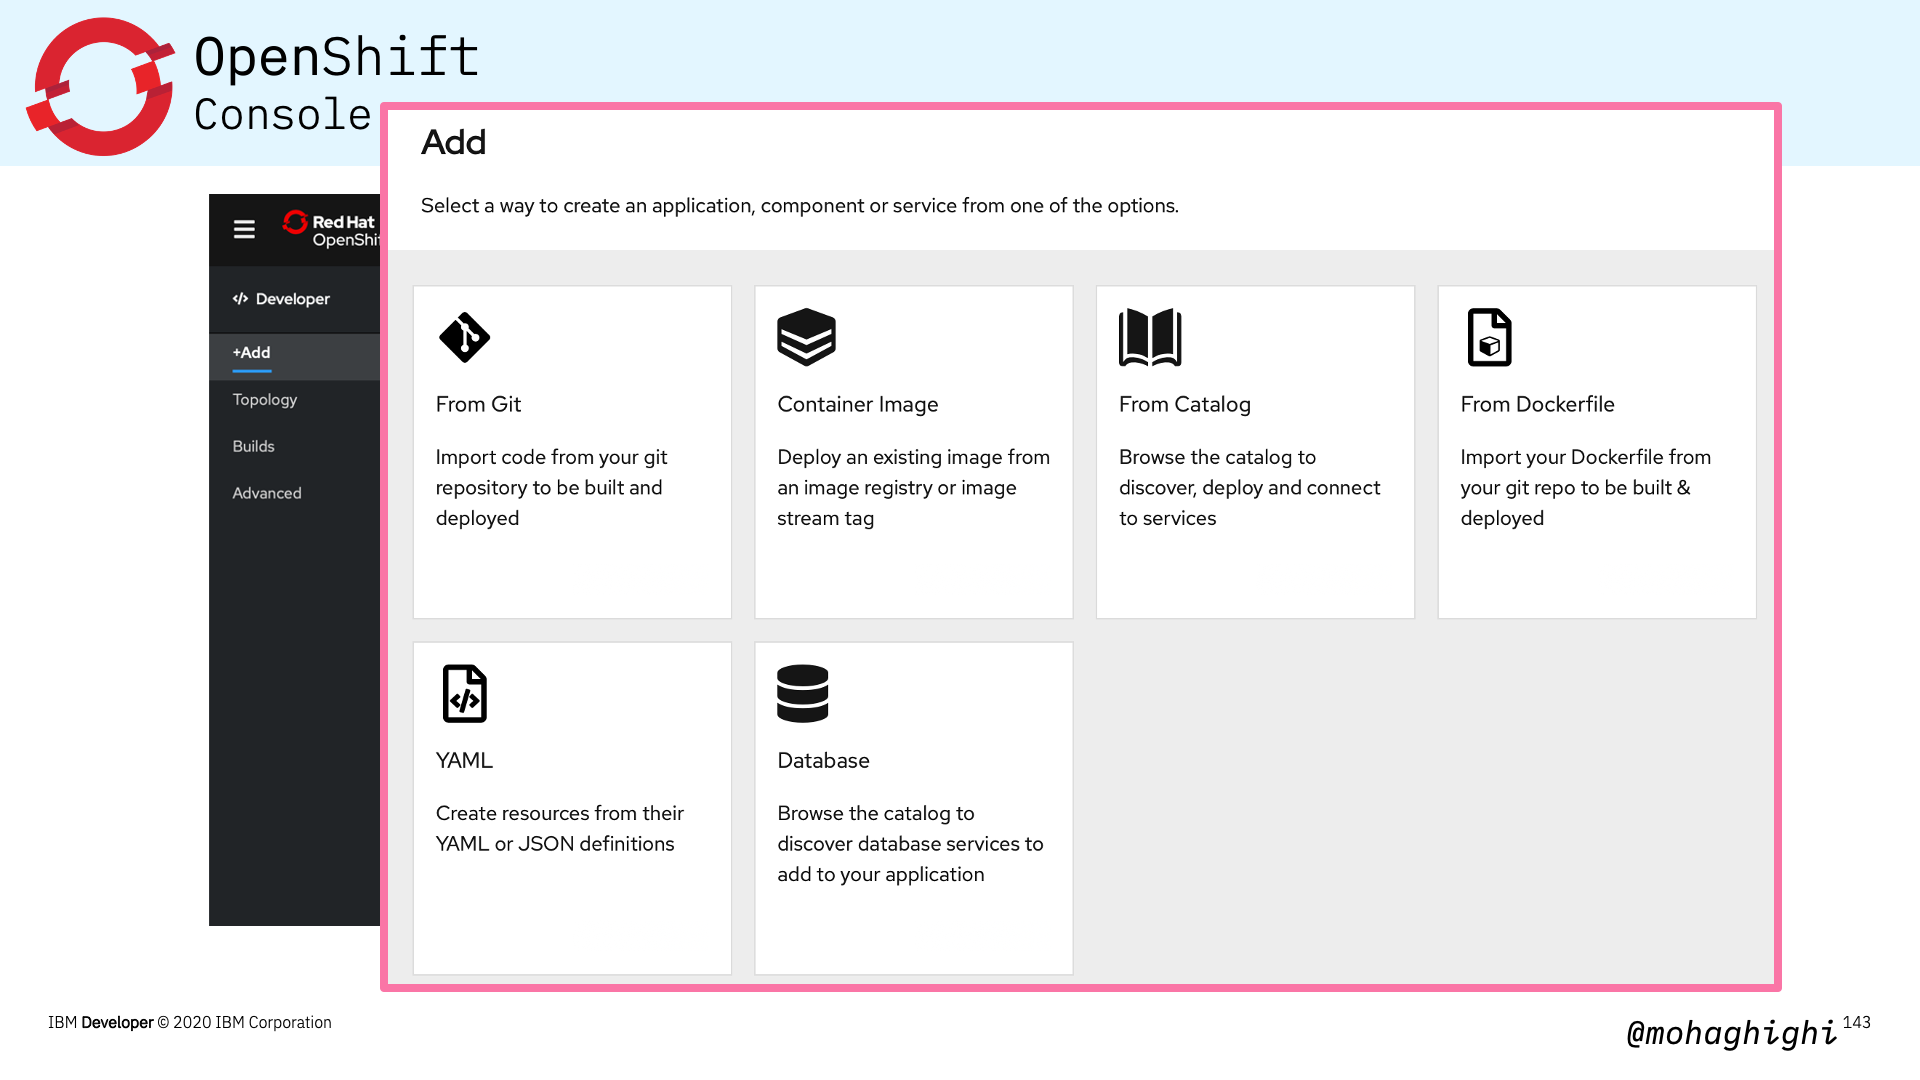 OpenShift
Console
Red Hat
OpenShif
</> Developer
+Add
Topology
Builds
Advanced
Add
Select a way to create an application, component or service from one of the options.
From Git
Import code from your git
repository to be built and
deployed
Container Image
Deploy an existing image from
an image registry or image
stream tag
From Catalog
Browse the catalog to
discover, deploy and connect
to services
From Dockerfile
Import your Dockerfile from
your git repo to be built &
deployed
YAML
Create resources from their
YAML or JSON definitions
Database
Browse the catalog to
discover database services to
add to your application
IBM Developer © 2020 IBM Corporation
@mohaghighi
143